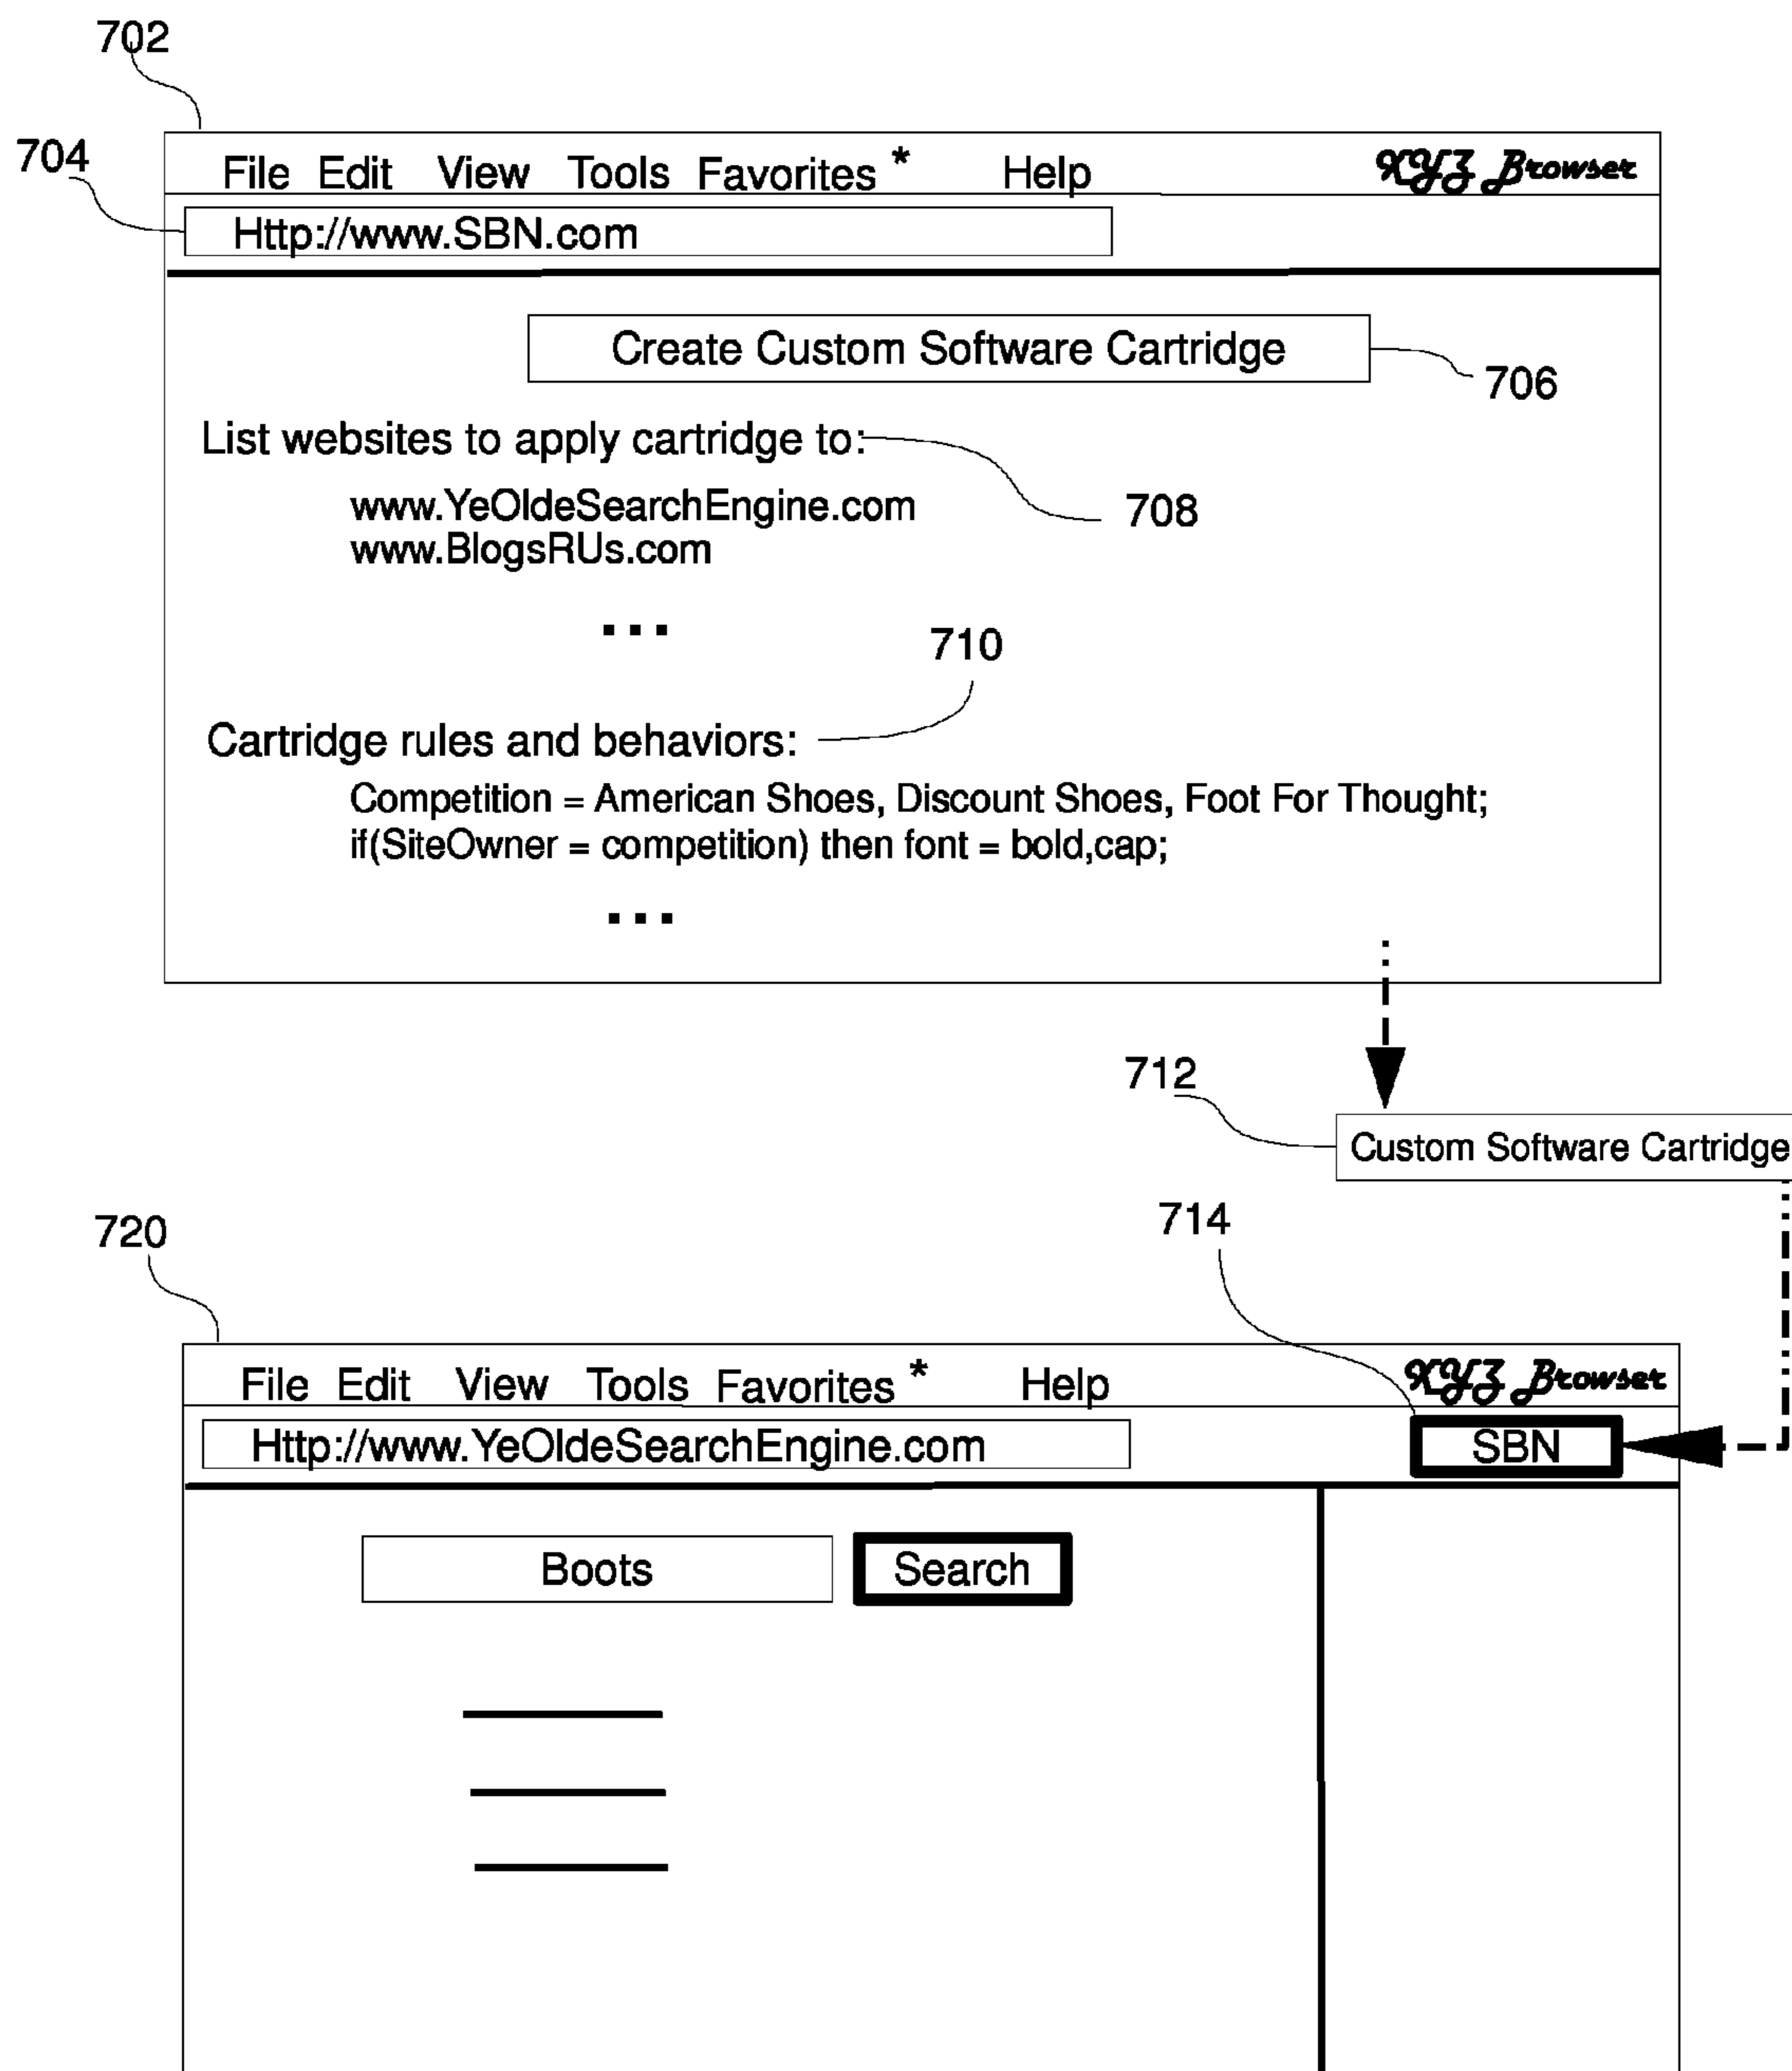 702
704
File Edit View Tools Favorites * Help XYZ Browser
Http://www.SBN.com
Create Custom Software Cartridge
706
List websites to apply cartridge to:
www.YeOldeSearchEngine.com
708
www.BlogsRUs.com
...
710
Cartridge rules and behaviors:
Competition = American Shoes, Discount Shoes, Foot For Thought;
if(SiteOwner = competition) then font = bold,cap;
...
712
Custom Software Cartridge
720
714
File Edit View Tools Favorites * Help XYZ Browser
Http://www.YeOldeSearchEngine.com SBN
Boots Search